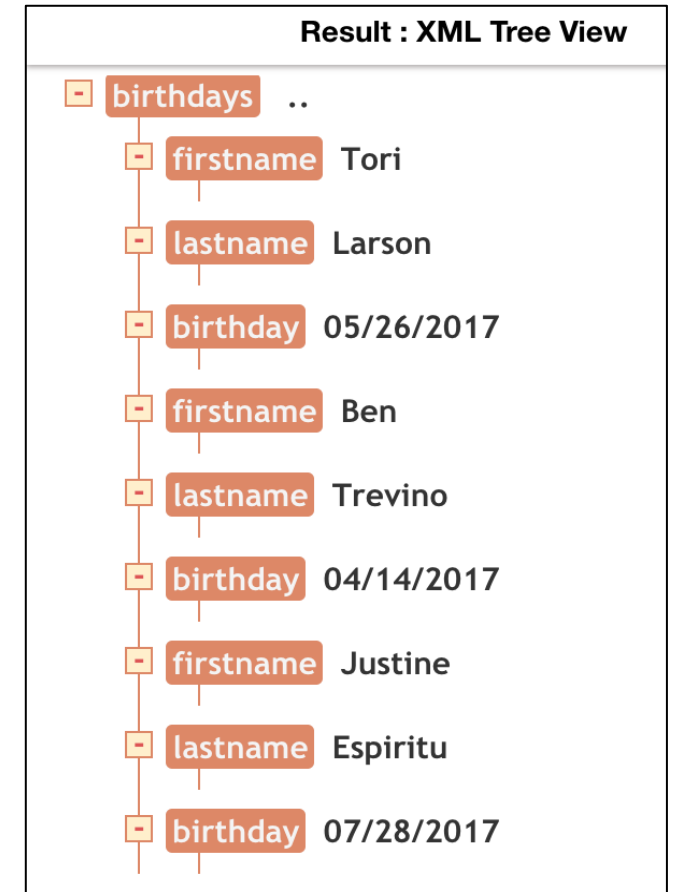 Result : XML Tree View
- birthdays ..
- firstname Tori
- lastname Larson
- birthday 05/26/2017
- firstname Ben
- lastname Trevino
- birthday 04/14/2017
- firstname Justine
- lastname Espiritu
- birthday 07/28/2017